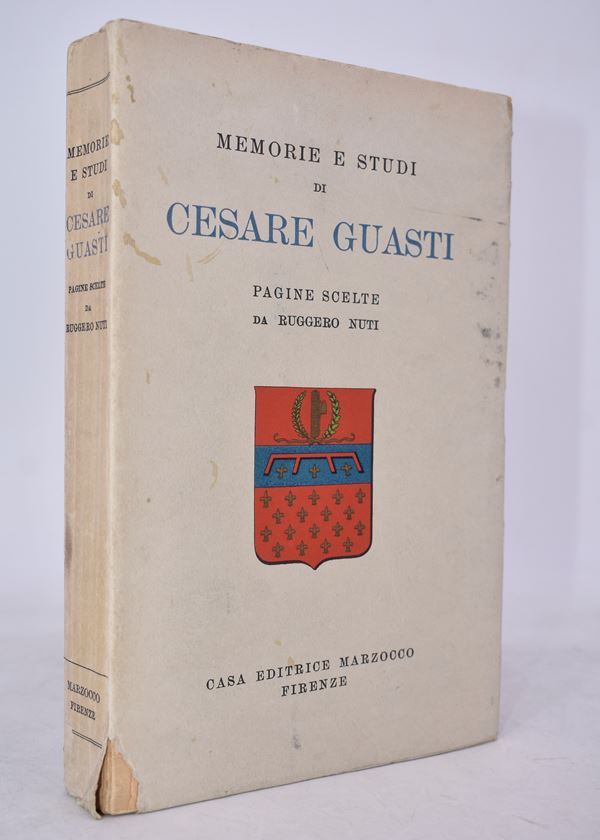 MEMORIE
E STUDI
DI
CESARE
GUASTI
PAGINE SCELTE
DA
RUGGERO NUTI
MARZOCCO
FIRENZE
MEMORIE E STUDI
DI
CESARE GUASTI
PAGINE SCELTE
DA RUGGERO NUTI
CASA EDITRICE MARZOCCO
FIRENZE